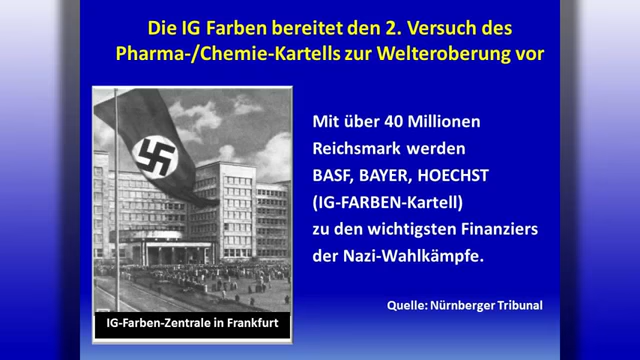 Die IG Farben bereitet den 2. Versuch des
Pharma-/Chemie-Kartells zur Welteroberung vor
Mit über 40 Millionen
Reichsmark werden
BASF, BAYER, HOECHST
(IG-FARBEN-Kartell)
zu den wichtigsten Finanziers
der Nazi-Wahlkämpfe.
Quelle: Nürnberger Tribunal
IG-Farben-Zentrale in Frankfurt